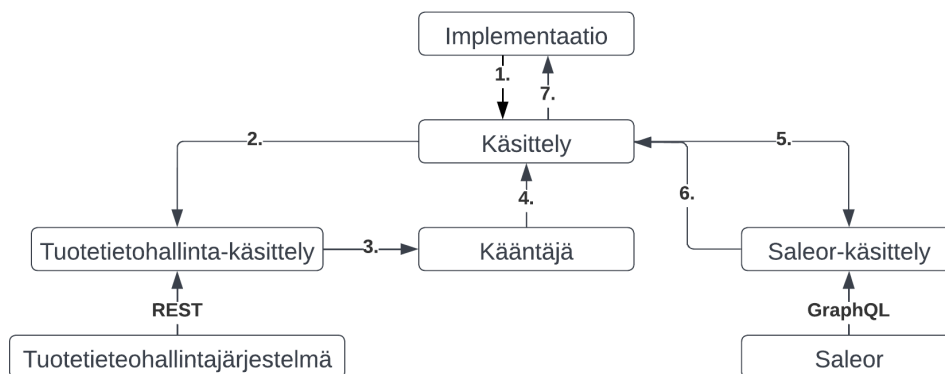 Implementaatio
1.
7.
Käsittely
2.
5.
4.
6.
Tuotetietohallinta-käsittely
3.
Kääntäjä
Saleor-käsittely
REST
GraphQL
Tuotetieteohallintajärjestelmä
Saleor